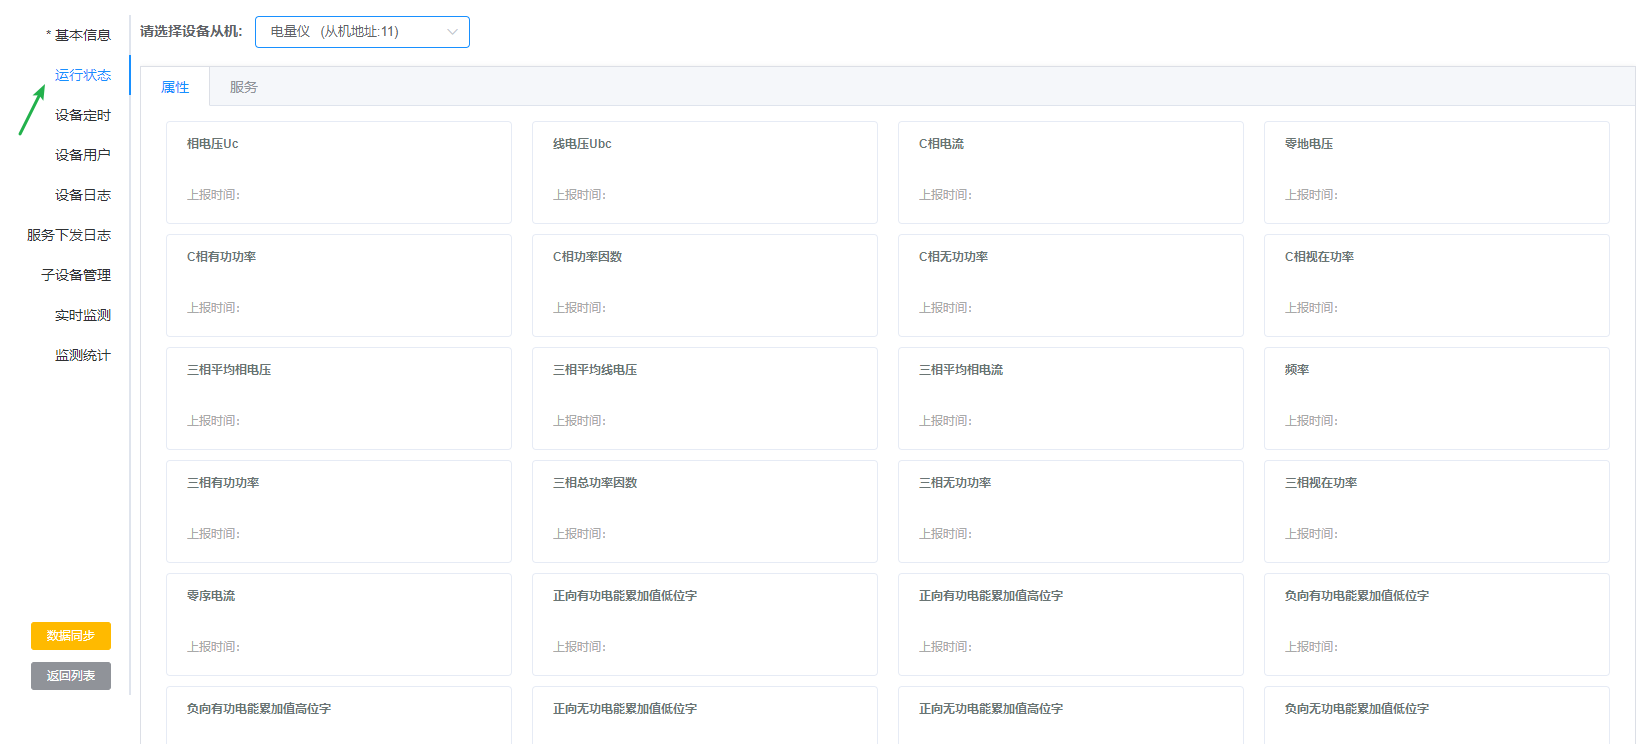 * 基本信息
运行状态
设备定时
设备用户
设备日志
服务下发日志
子设备管理
实时监测
监测统计
数据同步
返回列表
请选择设备从机: 电量仪 (从机地址:11)
属性 服务
相电压Uc 线电压Ubc C相电流 零地电压
上报时间: 上报时间: 上报时间: 上报时间:
C相有功功率 C相功率因数 C相无功功率 C相视在功率
上报时间: 上报时间: 上报时间: 上报时间:
三相平均相电压 三相平均线电压 三相平均相电流 频率
上报时间: 上报时间: 上报时间: 上报时间:
三相有功功率 三相总功率因数 三相无功功率 三相视在功率
上报时间: 上报时间: 上报时间: 上报时间:
零序电流 正向有功电能累加值低位字 正向有功电能累加值高位字 负向有功电能累加值低位字
上报时间: 上报时间: 上报时间: 上报时间:
负向有功电能累加值高位字 正向无功电能累加值低位字 正向无功电能累加值高位字 负向无功电能累加值低位字